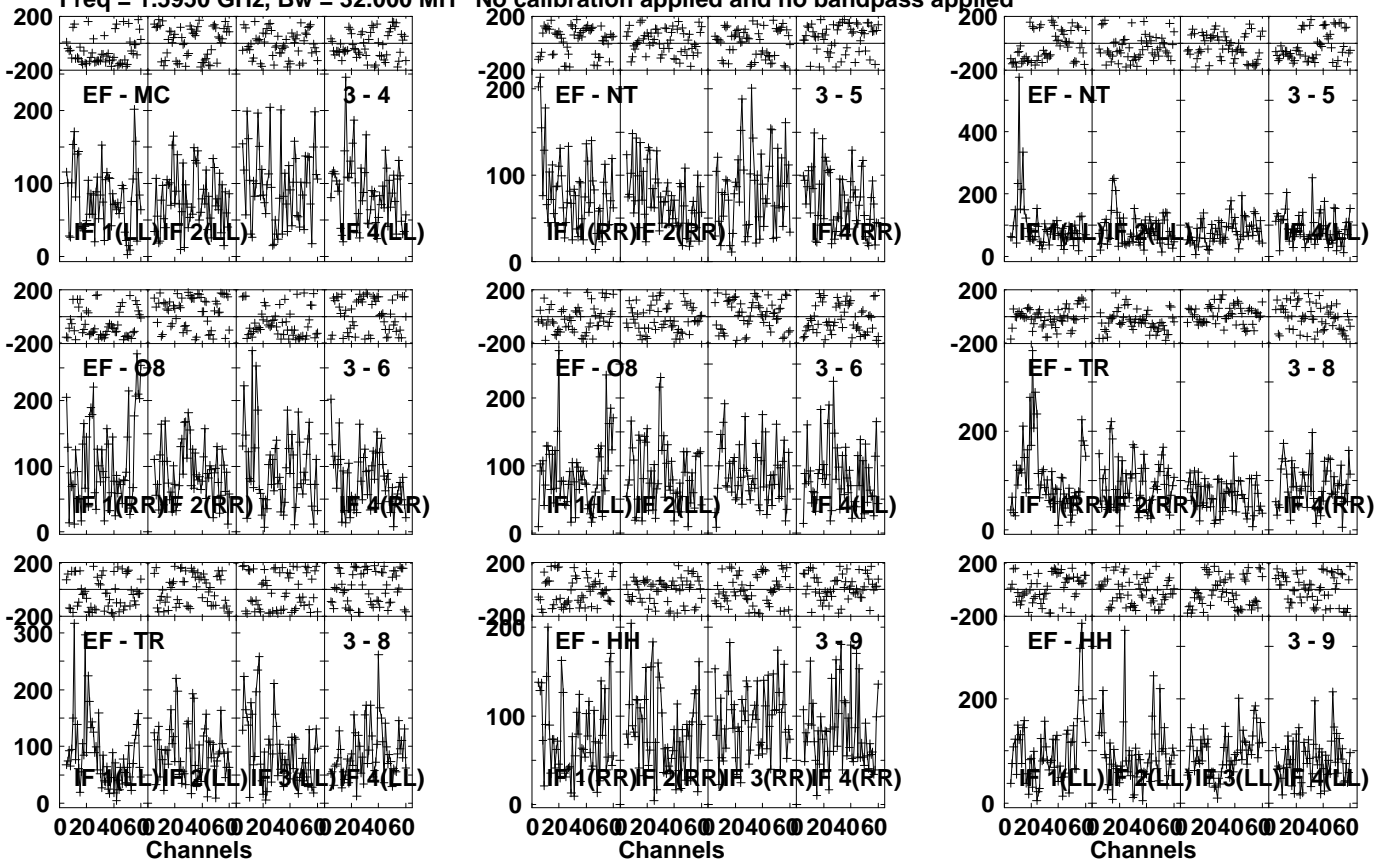 Freq = 1.5950 GHz, Bw = 32.000 MH No calibration applied and no bandpass applied
200
-200
EF - MC 3 - 4
200
100
0
IF 1(LL) IF 2(LL) IF 4(LL)
200
-200
EF - NT 3 - 5
200
100
0
IF 1(RR) IF 2(RR) IF 4(RR)
200
-200
EF - NT 3 - 5
400
200
0
IF 1(LL) IF 2(LL) IF 4(LL)
200
-200
EF - O8 3 - 6
200
100
0
IF 1(RR) IF 2(RR) IF 4(RR)
200
-200
EF - O8 3 - 6
200
100
0
IF 1(LL) IF 2(LL) IF 4(LL)
200
-200
EF - TR 3 - 8
200
0
IF 1(RR) IF 2(RR) IF 4(RR)
200
-200
EF - TR 3 - 8
300
200
100
0
IF 1(LL) IF 2(LL) IF 3(LL) IF 4(LL)
0 20 40 60 0 20 40 60 0 20 40 60 0 20 40 60
Channels
200
-200
EF - HH 3 - 9
200
100
0
IF 1(RR) IF 2(RR) IF 3(RR) IF 4(RR)
0 20 40 60 0 20 40 60 0 20 40 60 0 20 40 60
Channels
200
-200
EF - HH 3 - 9
200
0
IF 1(LL) IF 2(LL) IF 3(LL) IF 4(LL)
0 20 40 60 0 20 40 60 0 20 40 60 0 20 40 60
Channels